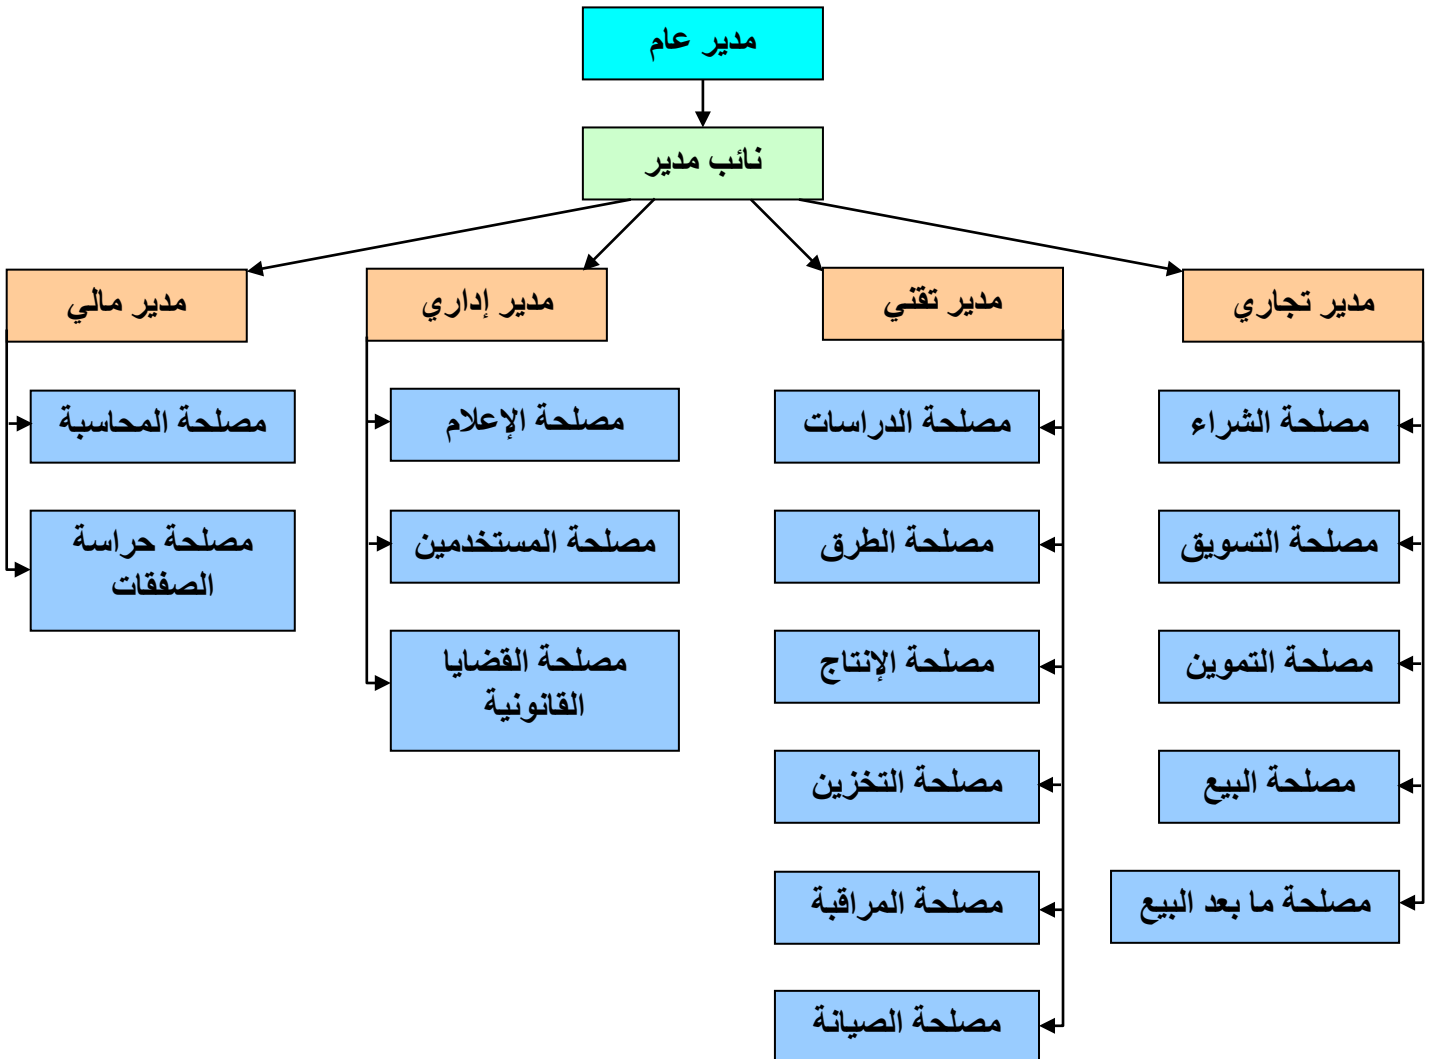 مدير عام
نائب مدير
مدير تجاري
مدير تقني
مدير إداري
مدير مالي
مصلحة الشراء
مصلحة الدراسات
مصلحة الإعلام
مصلحة المحاسبة
مصلحة التسويق
مصلحة الطرق
مصلحة المستخدمين
مصلحة حراسة
الصفقات
مصلحة التموين
مصلحة الإنتاج
مصلحة القضايا
القانونية
مصلحة البيع
مصلحة التخزين
مصلحة ما بعد البيع
مصلحة المراقبة
مصلحة الصيانة